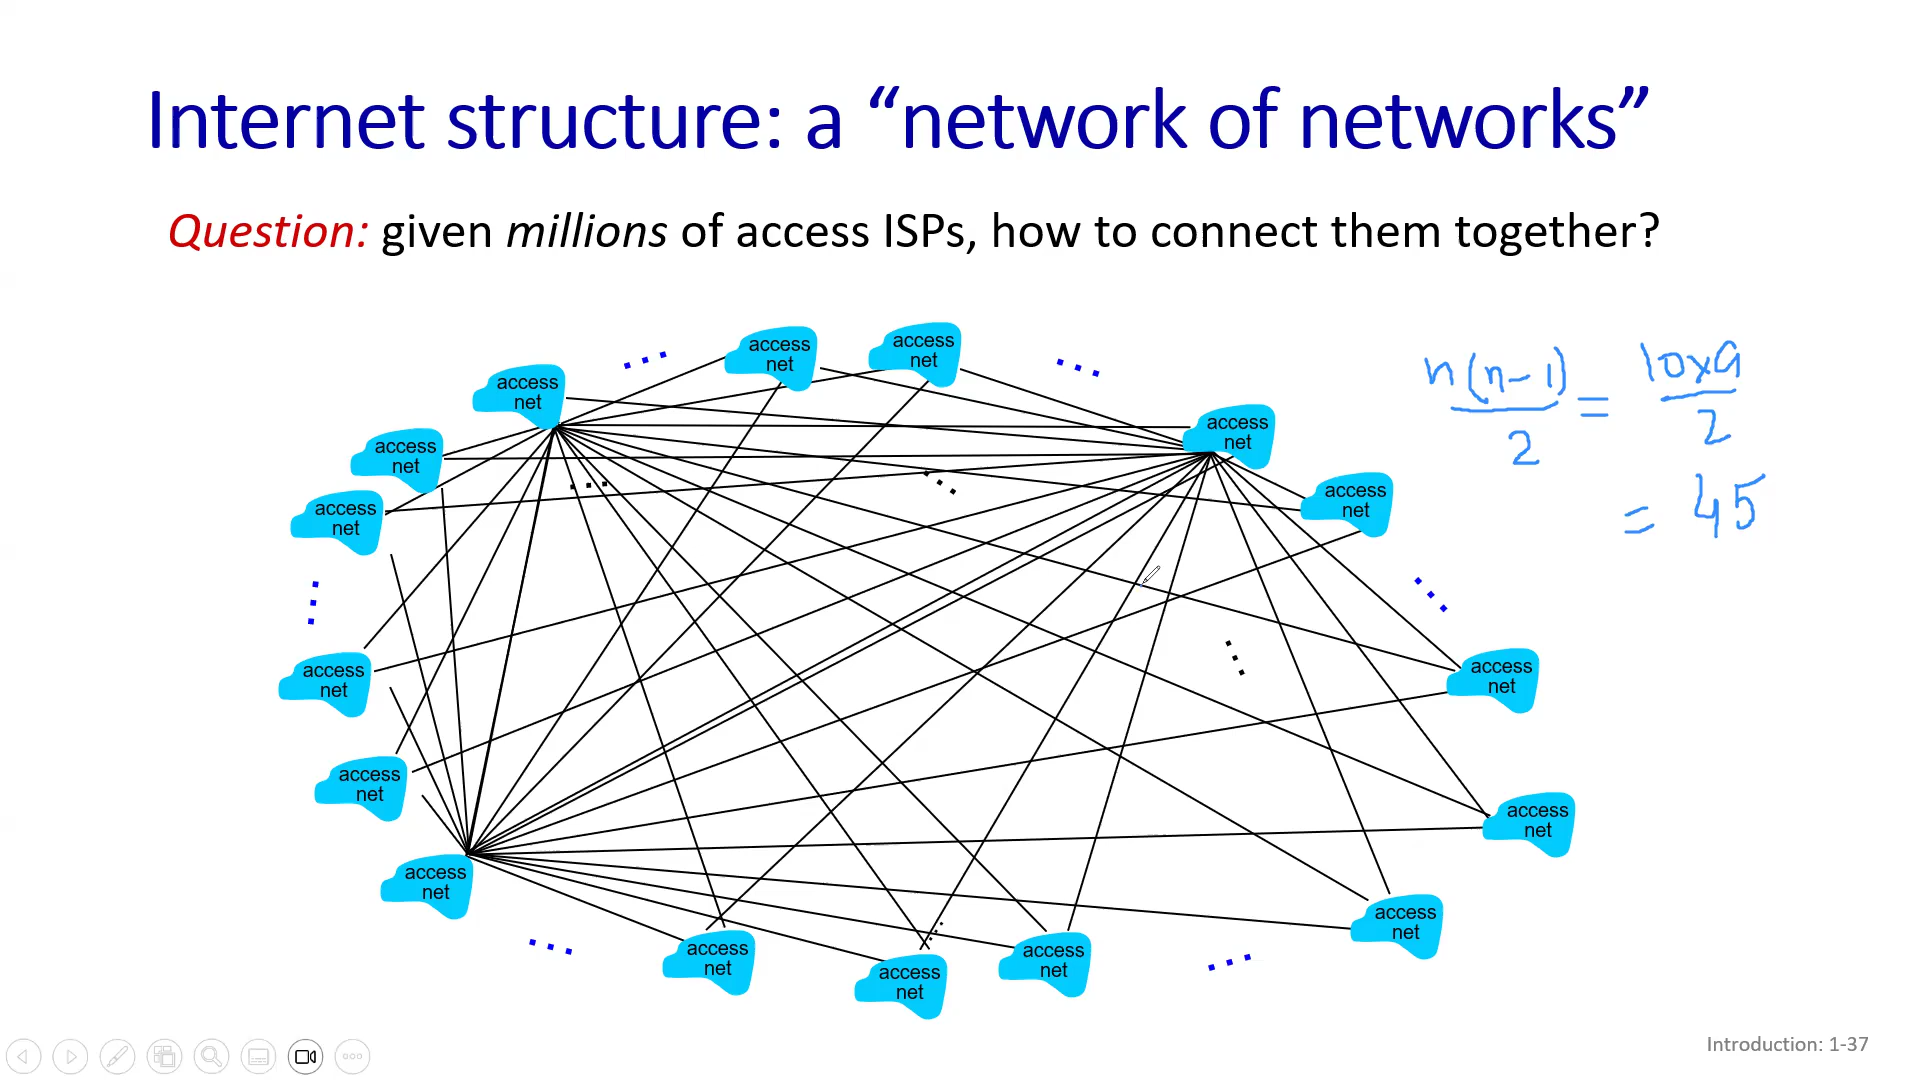 Internet structure: a “network of networks”
Question: given millions of access ISPs, how to connect them together?
access
net
access
net
access
net
access
net
access
net
access
net
access
net
access
net
access
net
access
net
access
net
access
net
access
net
access
net
access
net
access
net
n(n-1)/2 = 10x9/2
= 45
Introduction: 1-37